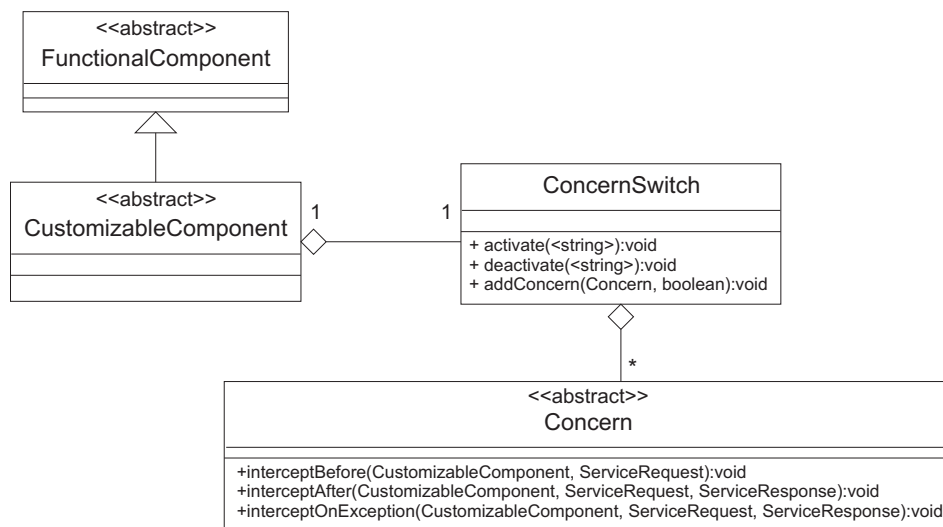 <<abstract>>
FunctionalComponent
<<abstract>>
CustomizableComponent
1
1
ConcernSwitch
+ activate(<string>):void
+ deactivate(<string>):void
+ addConcern(Concern, boolean):void
*
<<abstract>>
Concern
+interceptBefore(CustomizableComponent, ServiceRequest):void
+interceptAfter(CustomizableComponent, ServiceRequest, ServiceResponse):void
+interceptOnException(CustomizableComponent, ServiceRequest, ServiceResponse):void